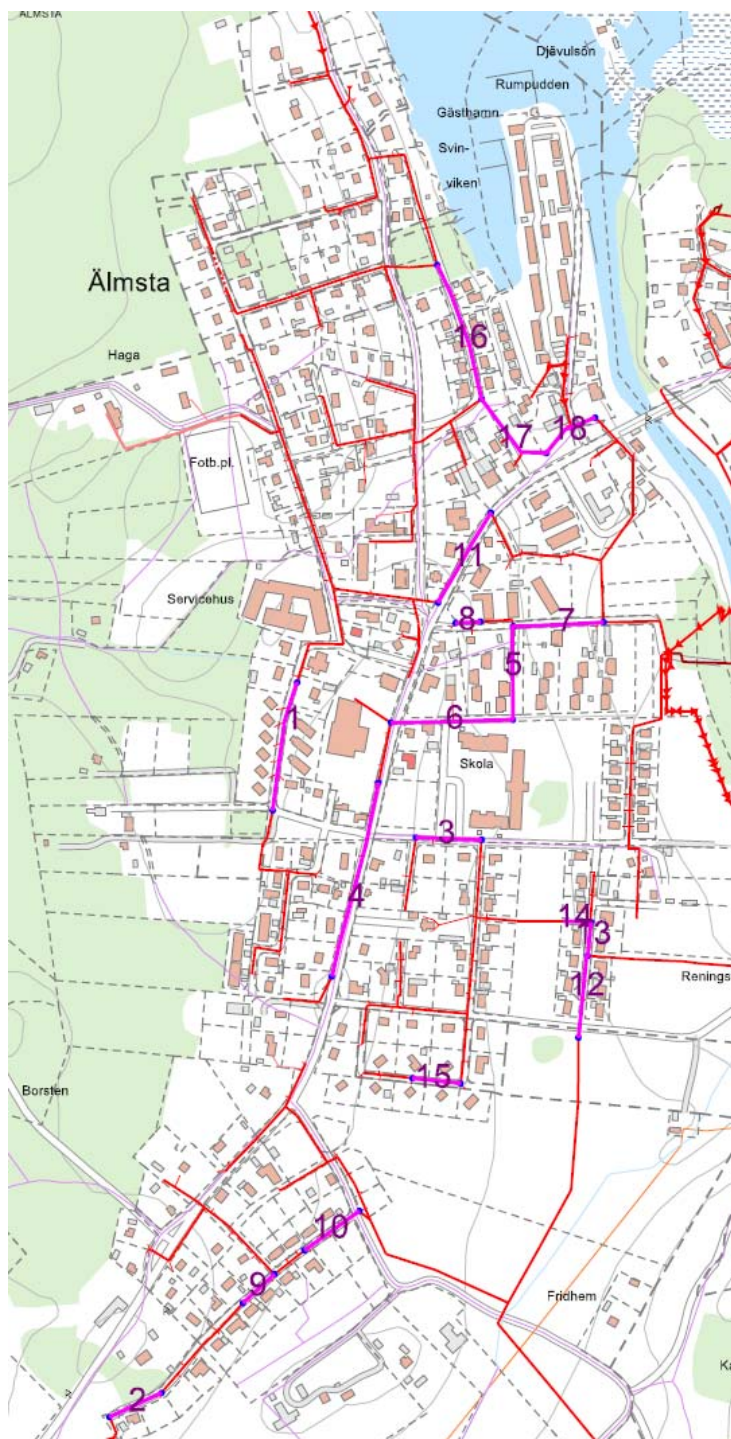 ÄLMSTA
Djävulsön
Rumpudden
Gästhamn
Svin-
viken
Älmsta
Haga
16
17
18
Fotb.pl.
11
Servicehus
8
7
5
1
6
Skola
3
4
14
13
12
Renings
15
Borsten
10
9
Fridhem
2
Ka